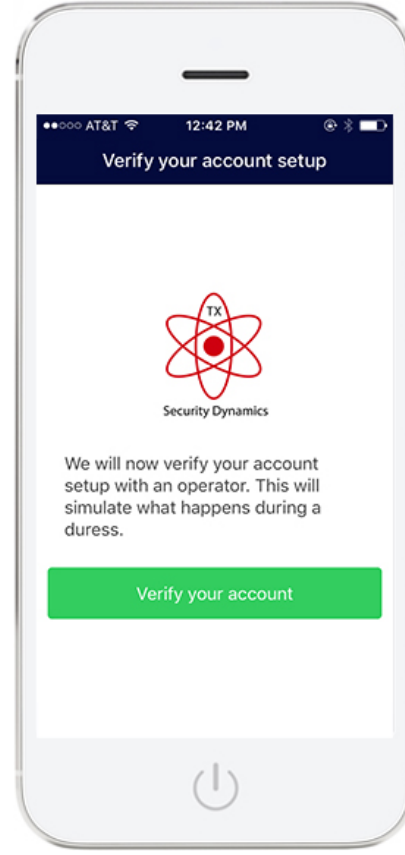 AT&T 12:42 PM
Verify your account setup
TX
Security Dynamics
We will now verify your account
setup with an operator. This will
simulate what happens during a
duress.
Verify your account